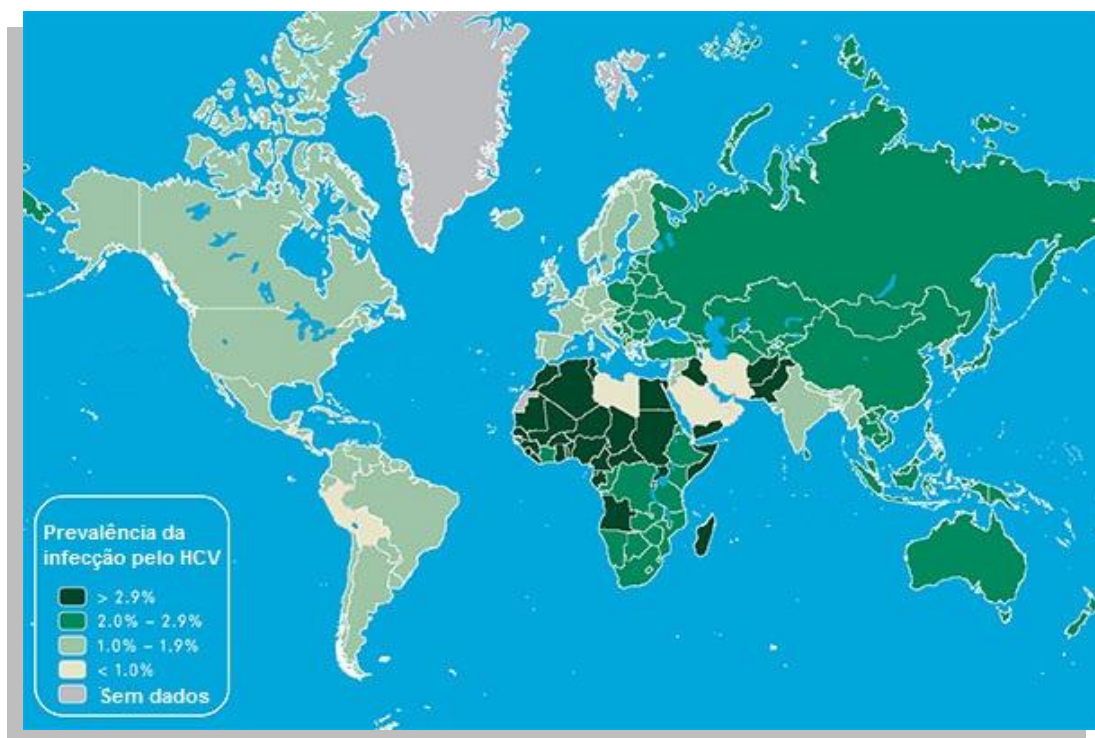 Prevalência da
infecção pelo HCV
> 2.9%
2.0% – 2.9%
1.0% – 1.9%
< 1.0%
Sem dados